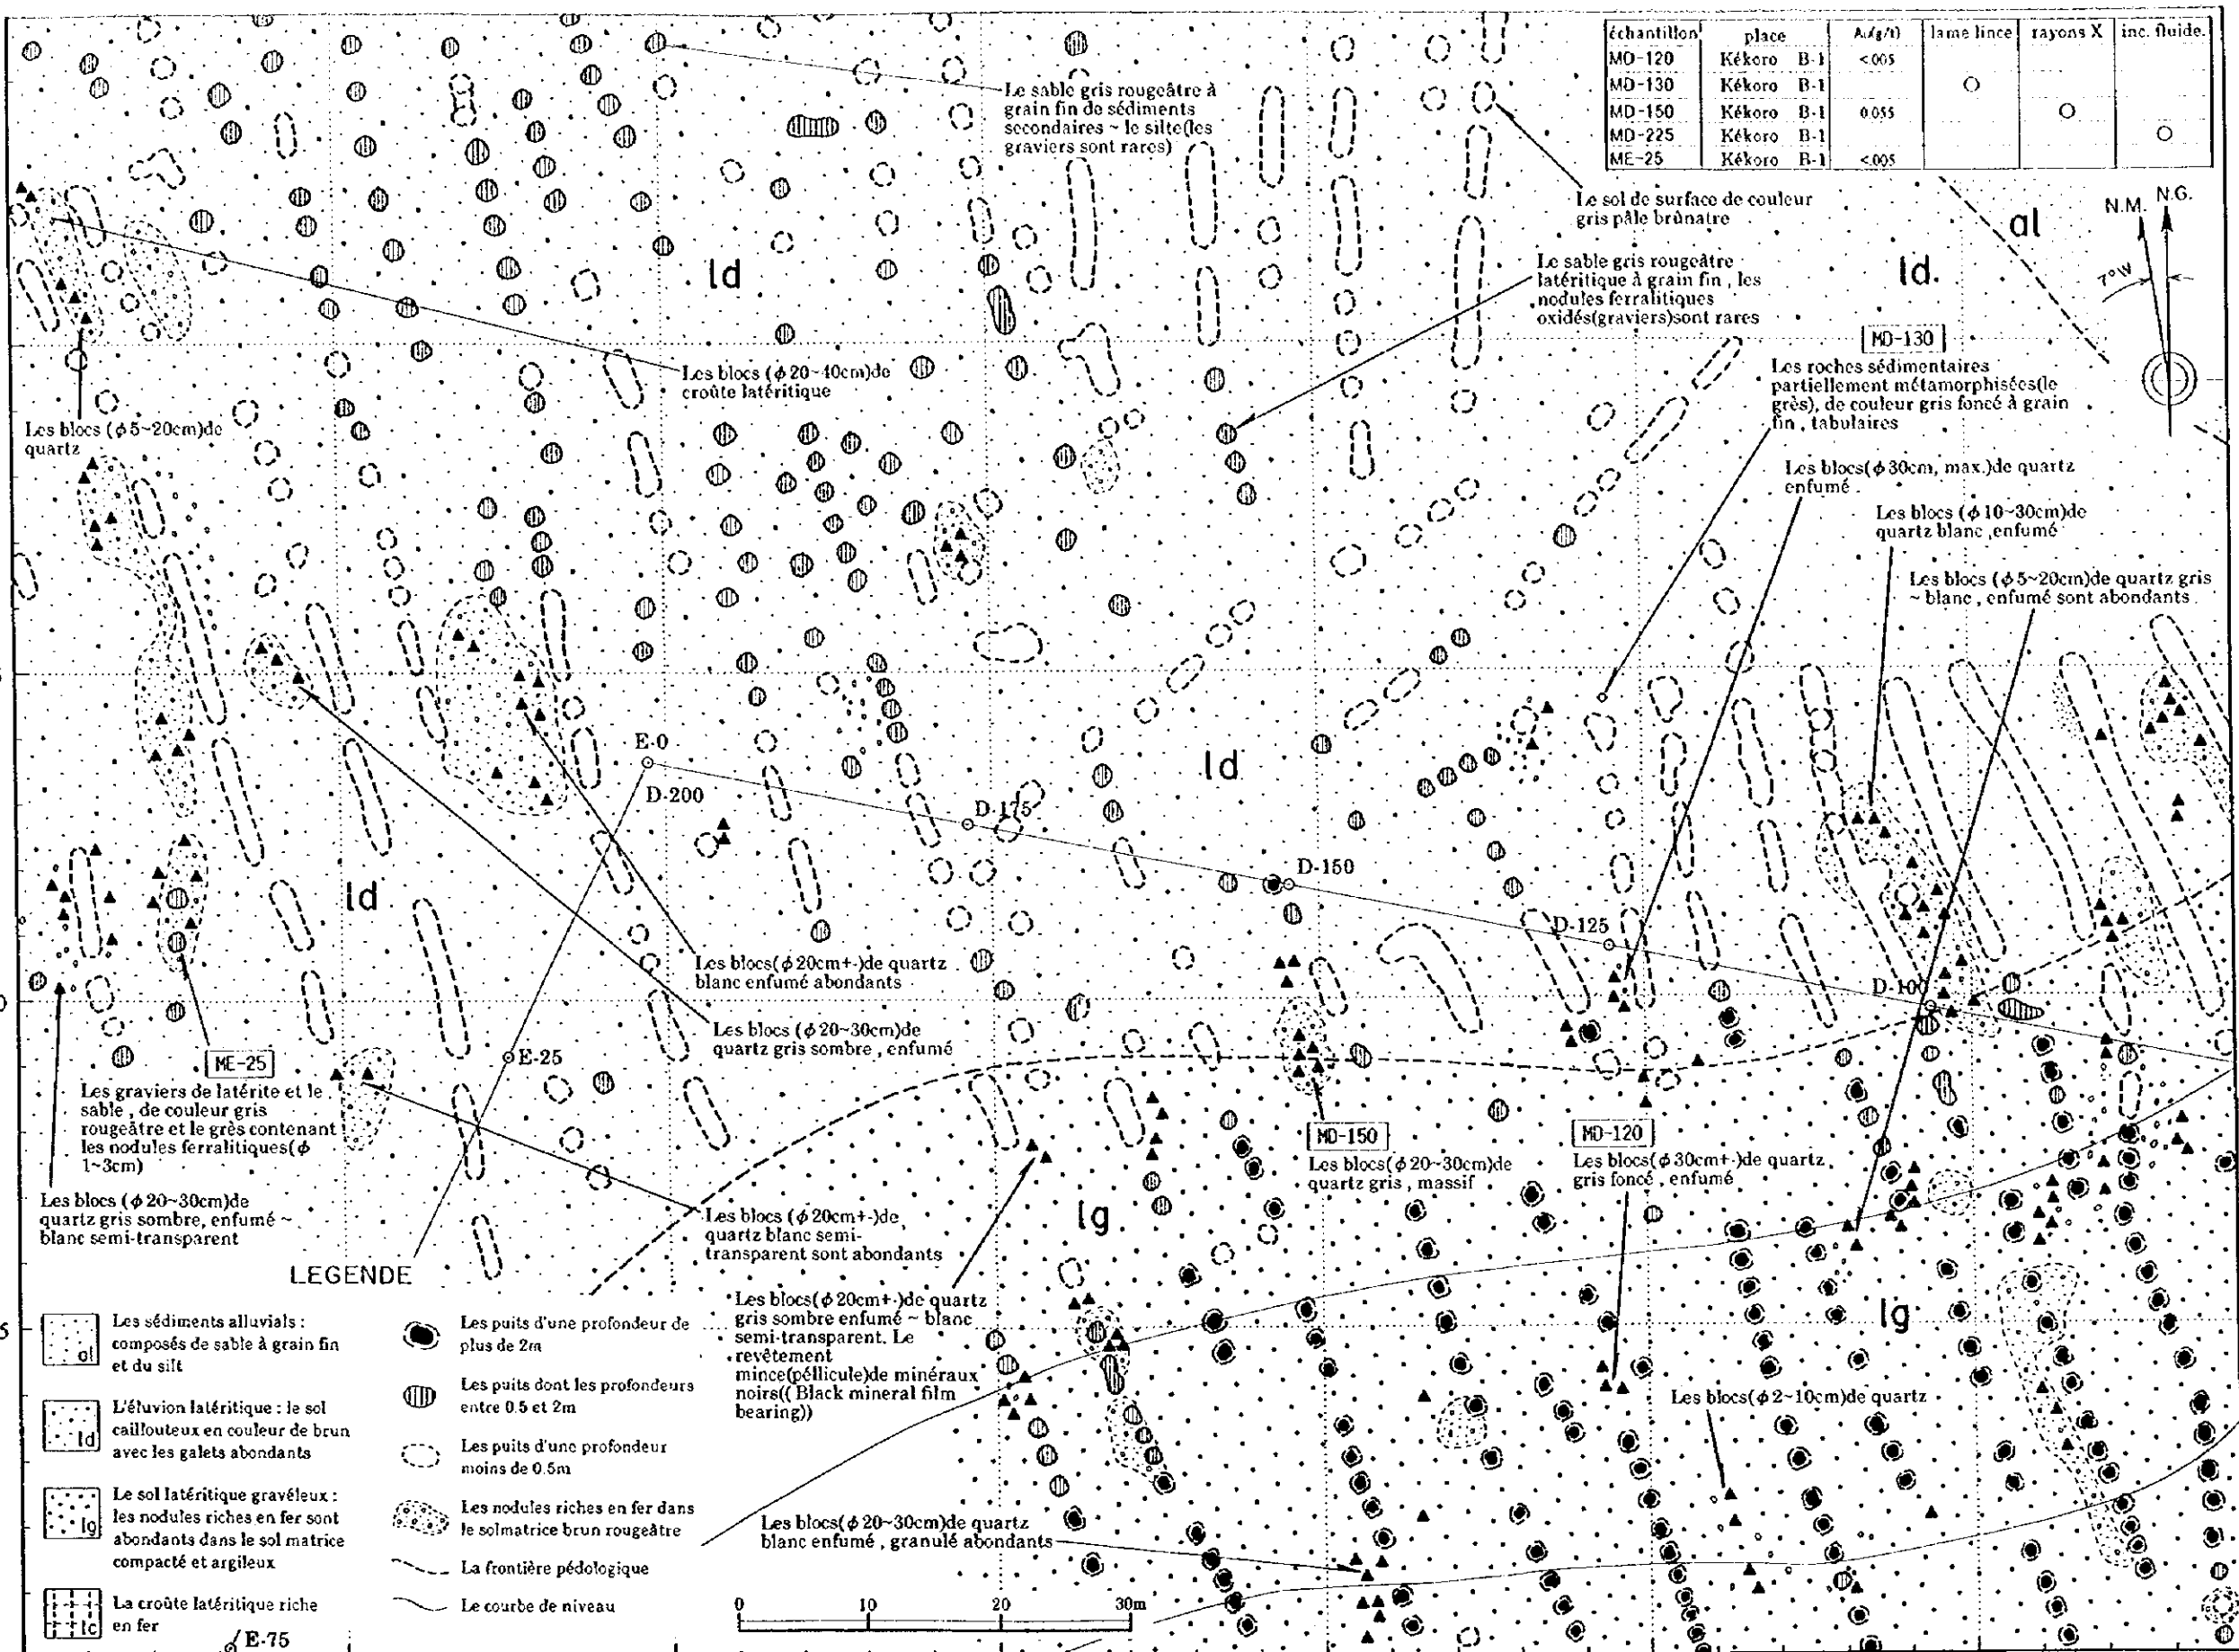 échantillon place Au(g/t) lame lince rayons X inc. fluide.
MD-120 Kékoro B-1 <005
MD-130 Kékoro B-1 ○
MD-150 Kékoro B-1 0.055 ○
MD-225 Kékoro B-1 ○
ME-25 Kékoro B-1 <005
Le sable gris rougeâtre à
grain fin de sédiments
secondaires ~ le silte(les
graviers sont rares)
Le sol de surface de couleur
gris pâle brûnatre
al
N.M. N.G.
7°W
ld
ld.
Le sable gris rougeâtre
latéritique à grain fin, les
nodules ferralitiques
oxidés(graviers)sont rares
MD-130
Les roches sédimentaires
partiellement métamorphisées(le
grès), de couleur gris foncé à grain
fin, tabulaires
Les blocs (φ20~40cm)de
croûte latéritique
Les blocs (φ5~20cm)de
quartz
Les blocs(φ30cm, max.)de quartz
enfumé
Les blocs (φ10~30cm)de
quartz blanc ,enfumé
Les blocs (φ5~20cm)de quartz gris
~ blanc, enfumé sont abondants
E-0
D-200
D-175
ld
D-150
ld
D-125
D-100
Les blocs(φ20cm+-)de quartz
blanc enfumé abondants
Les blocs (φ20~30cm)de
quartz gris sombre, enfumé
ME-25
E-25
Les graviers de latérite et le
sable, de couleur gris
rougeâtre et le grès contenant
les nodules ferralitiques(φ
1~3cm)
Les blocs (φ20~30cm)de
quartz gris sombre, enfumé ~
blanc semi-transparent
Les blocs (φ20cm+-)de
quartz blanc semi-
transparent sont abondants
lg
MD-150
Les blocs(φ20~30cm)de
quartz gris, massif
MD-120
Les blocs(φ30cm+-)de quartz
gris foncé, enfumé
Les blocs(φ20cm+-)de quartz
gris sombre enfumé ~ blanc
semi-transparent. Le
revêtement
mince(péllicule)de minéraux
noirs((Black mineral film
bearing))
lg
Les blocs(φ2~10cm)de quartz
Les blocs(φ20~30cm)de quartz
blanc enfumé, granulé abondants
LEGENDE
al
Les sédiments alluvials :
composés de sable à grain fin
et du silt
ld
L'éluvion latéritique : le sol
caillouteux en couleur de brun
avec les galets abondants
lg
Le sol latéritique gravéleux :
les nodules riches en fer sont
abondants dans le sol matrice
compacté et argileux
lc
La croûte latéritique riche
en fer
Les puits d'une profondeur de
plus de 2m
Les puits dont les profondeurs
entre 0.5 et 2m
Les puits d'une profondeur
moins de 0.5m
Les nodules riches en fer dans
le solmatrice brun rougeâtre
La frontière pédologique
Le courbe de niveau
0 10 20 30m
E-75